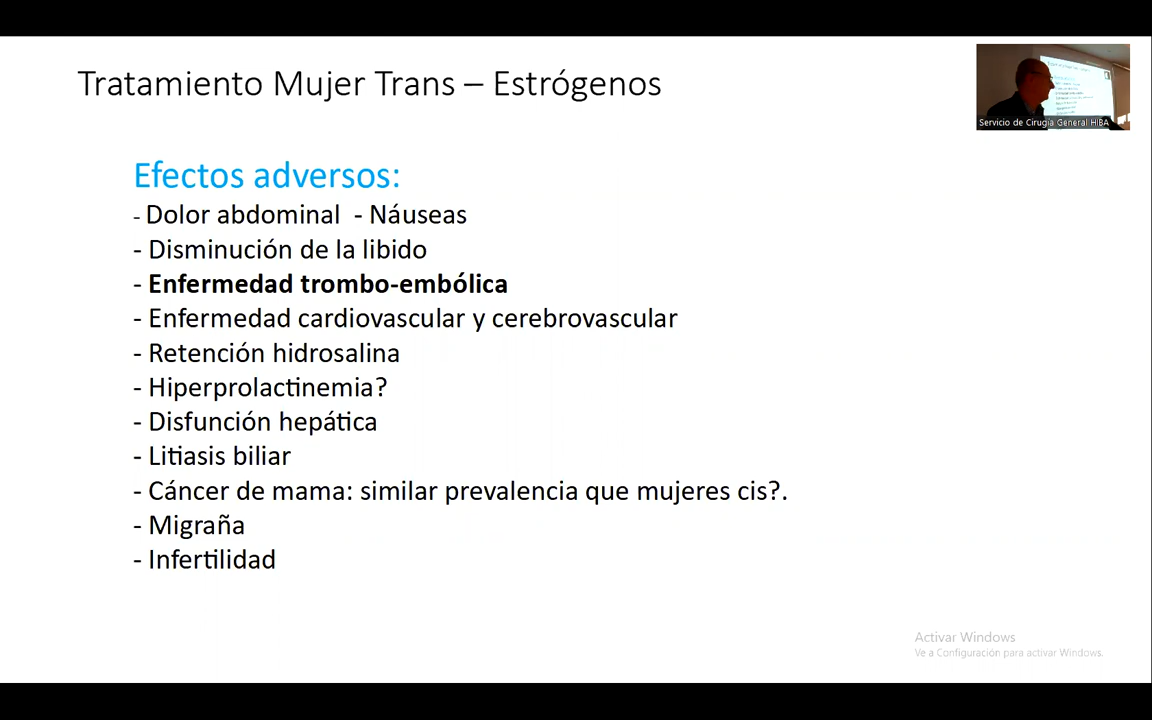 Tratamiento Mujer Trans – Estrógenos
Servicio de Cirugía General HIBA
Efectos adversos:
- Dolor abdominal - Náuseas
- Disminución de la libido
- Enfermedad trombo-embólica
- Enfermedad cardiovascular y cerebrovascular
- Retención hidrosalina
- Hiperprolactinemia?
- Disfunción hepática
- Litiasis biliar
- Cáncer de mama: similar prevalencia que mujeres cis?.
- Migraña
- Infertilidad
Activar Windows
Ve a Configuración para activar Windows.